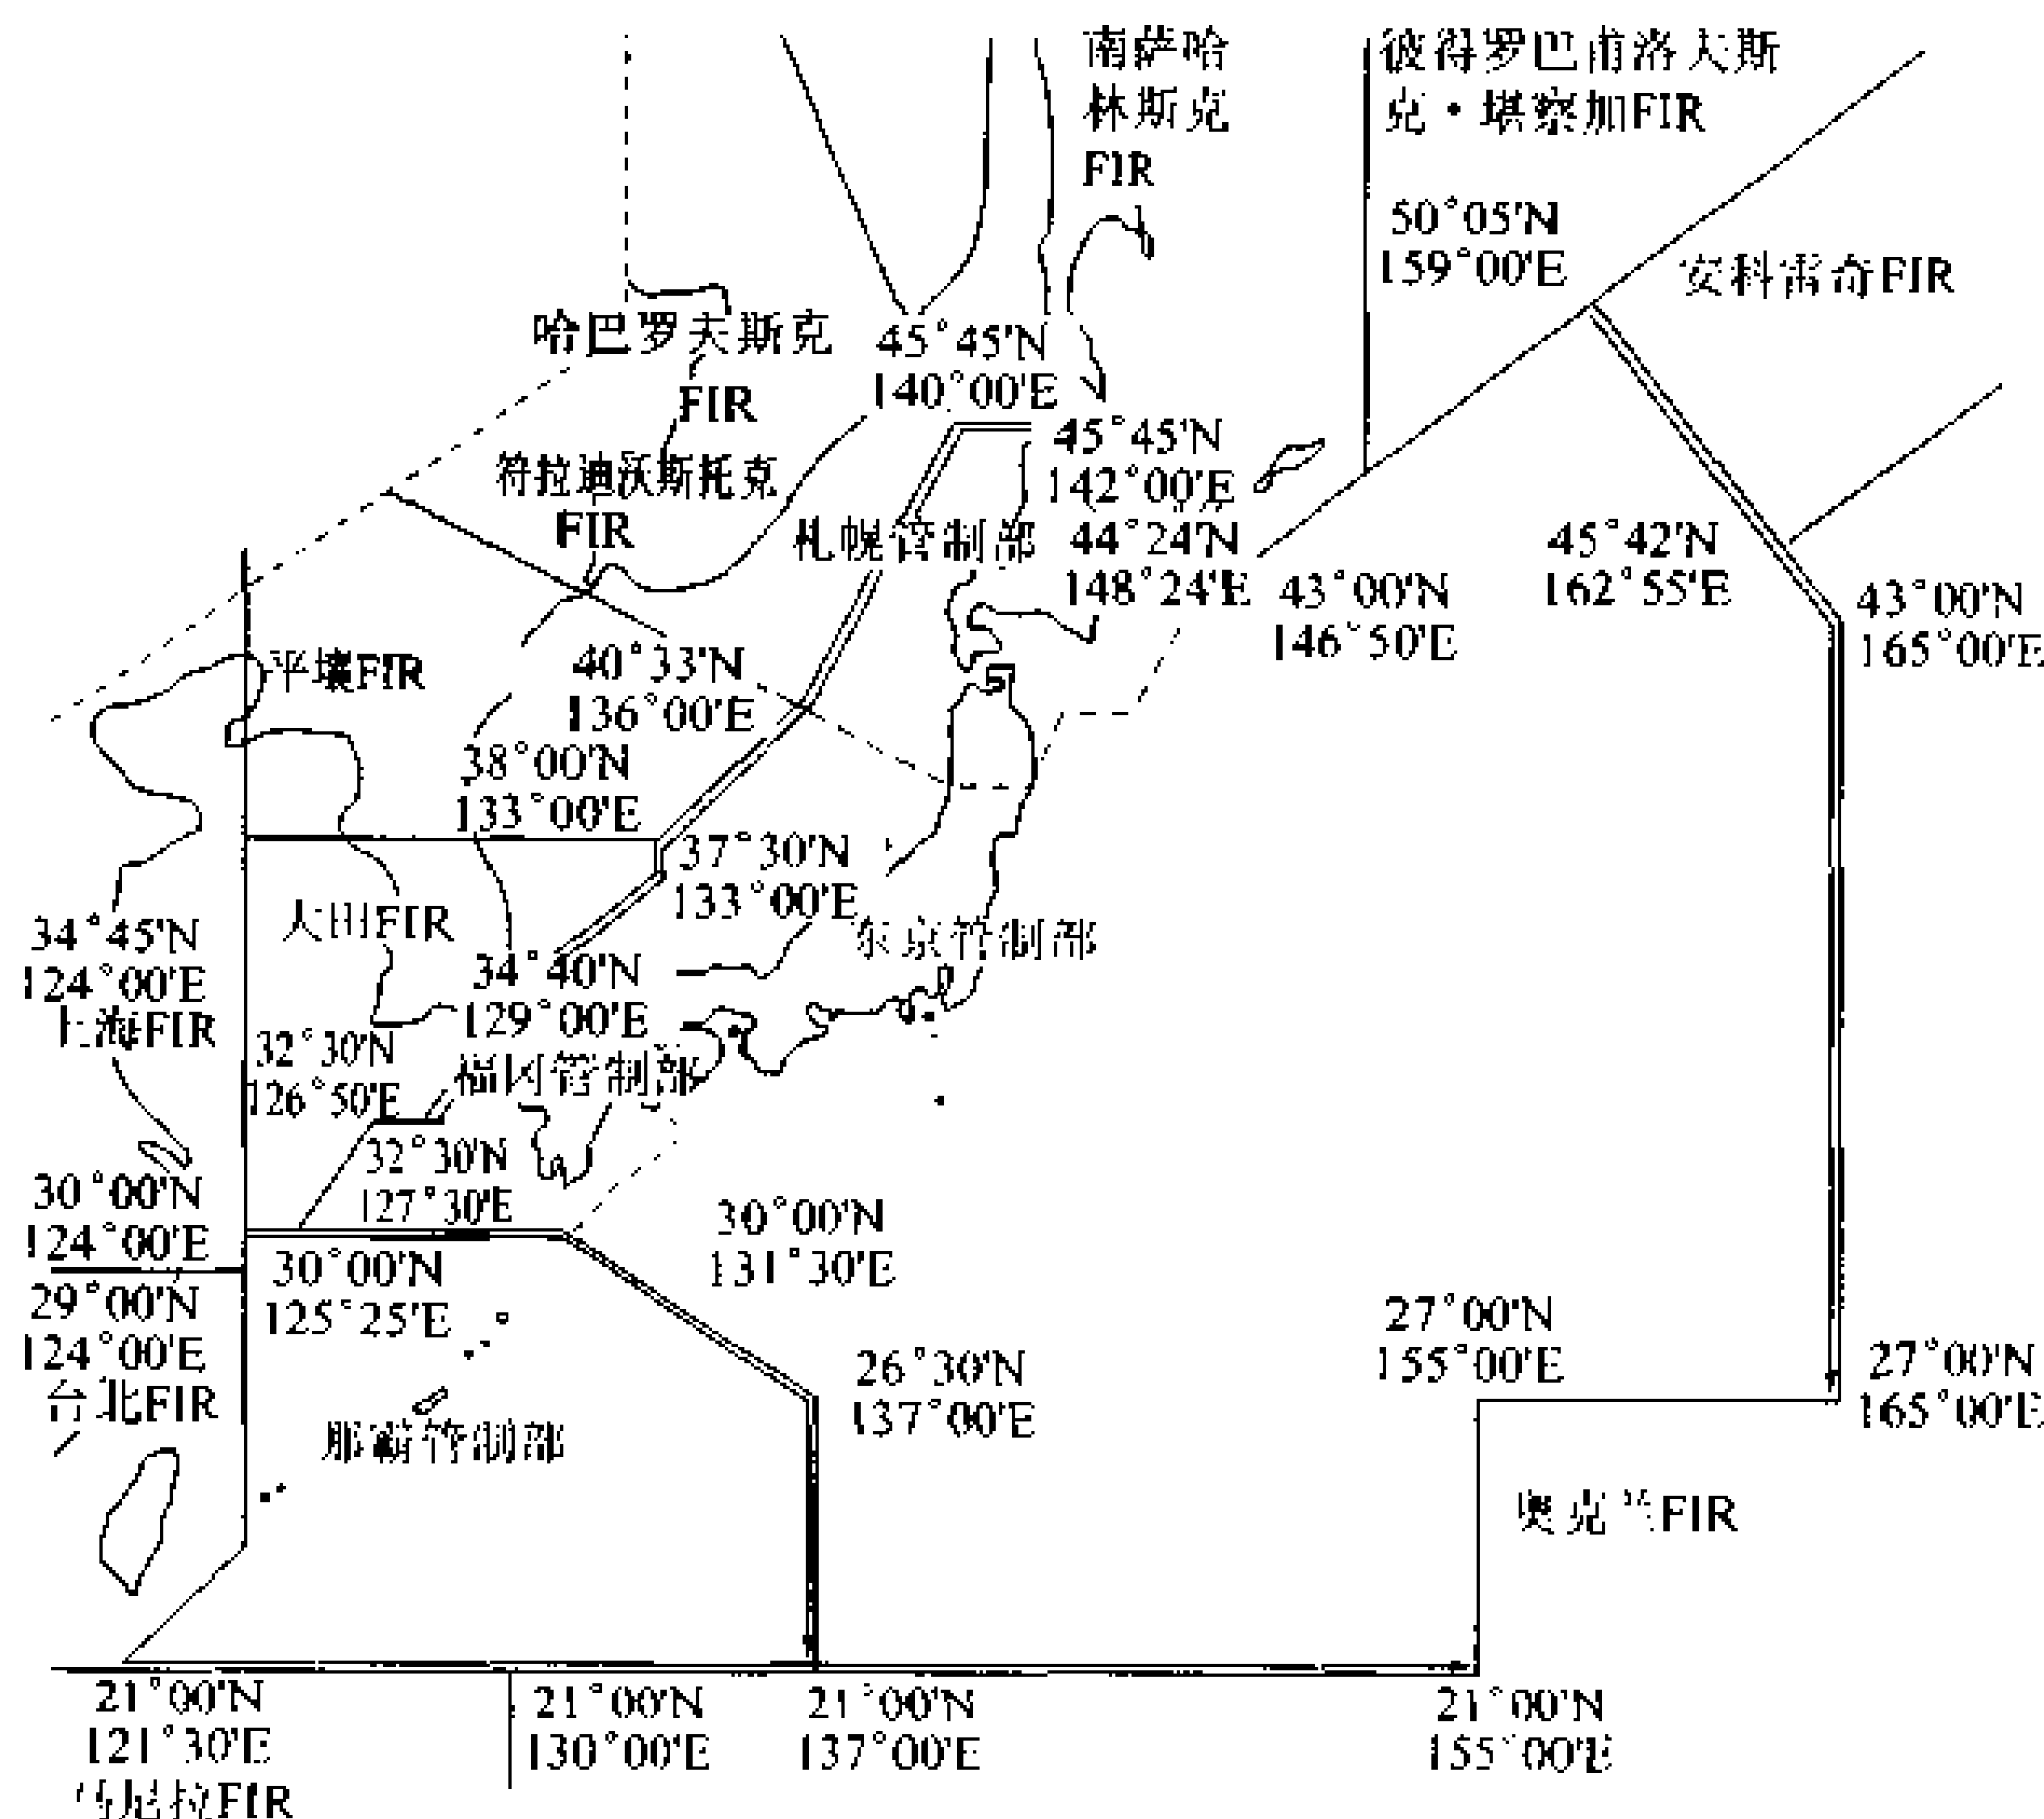 南萨哈
林斯克
FIR
彼得罗巴甫洛夫斯
克·堪察加FIR
50°05'N
159°00'E
安科雷奇FIR
哈巴罗夫斯克
FIR
45°45'N
140°00'E
符拉迪沃斯托克
FIR
45°45'N
142°00'E
札幌管制部
44°24'N
148°24'E
43°00'N
146°50'E
45°42'N
162°55'E
43°00'N
165°00'E
平壤FIR
40°33'N
136°00'E
38°00'N
133°00'E
37°30'N
133°00'E
大田FIR
东京管制部
34°45'N
124°00'E
上海FIR
34°40'N
129°00'E
32°30'N
126°50'E
福冈管制部
32°30'N
127°30'E
30°00'N
124°00'E
30°00'N
131°30'E
29°00'N
124°00'E
台北FIR
30°00'N
125°25'E
26°30'N
137°00'E
27°00'N
155°00'E
27°00'N
165°00'E
那霸管制部
奥克兰FIR
21°00'N
121°30'E
马尼拉FIR
21°00'N
130°00'E
21°00'N
137°00'E
21°00'N
155°00'E